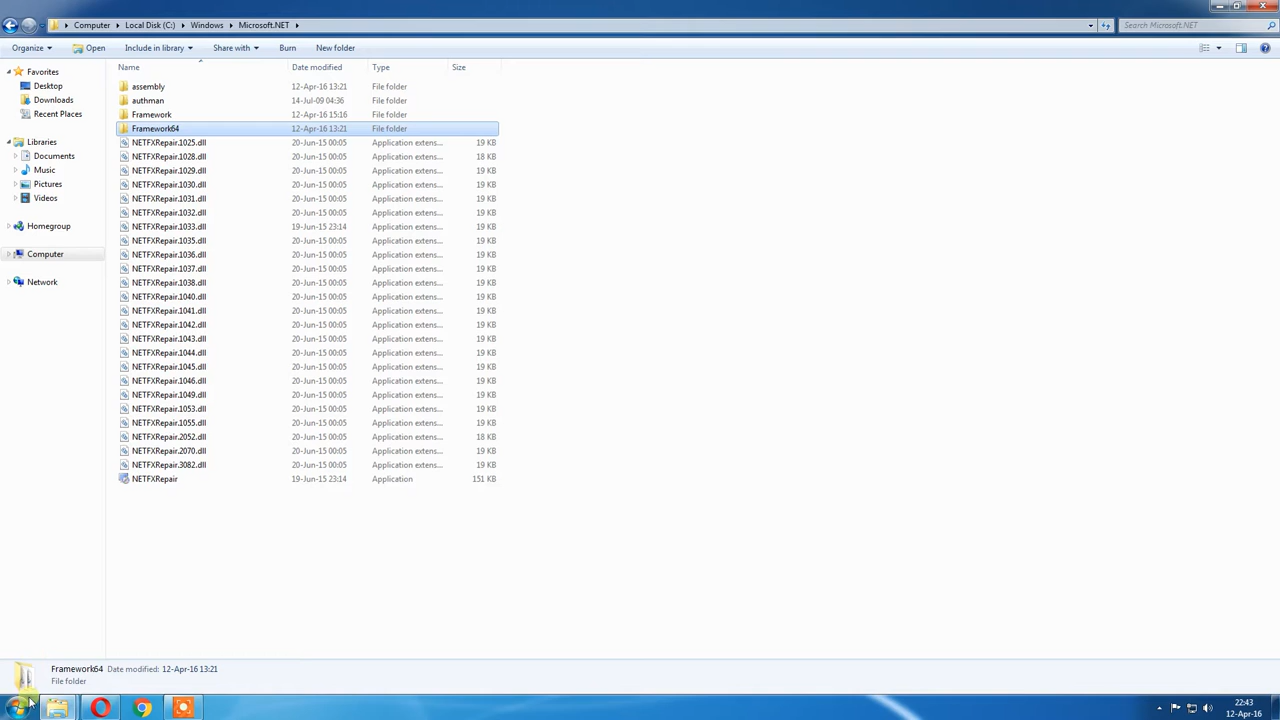 Computer ▸ Local Disk (C:) ▸ Windows ▸ Microsoft.NET ▸
Search Microsoft.NET
Organize Open Include in library Share with Burn New folder
Name Date modified Type Size
Favorites
Desktop
Downloads
Recent Places
Libraries
Documents
Music
Pictures
Videos
Homegroup
Computer
Network
assembly 12-Apr-16 13:21 File folder
authman 14-Jul-09 04:36 File folder
Framework 12-Apr-16 15:16 File folder
Framework64 12-Apr-16 13:21 File folder
NETFXRepair.1025.dll 20-Jun-15 00:05 Application extens... 19 KB
NETFXRepair.1028.dll 20-Jun-15 00:05 Application extens... 18 KB
NETFXRepair.1029.dll 20-Jun-15 00:05 Application extens... 19 KB
NETFXRepair.1030.dll 20-Jun-15 00:05 Application extens... 19 KB
NETFXRepair.1031.dll 20-Jun-15 00:05 Application extens... 19 KB
NETFXRepair.1032.dll 20-Jun-15 00:05 Application extens... 19 KB
NETFXRepair.1033.dll 19-Jun-15 23:14 Application extens... 19 KB
NETFXRepair.1035.dll 20-Jun-15 00:05 Application extens... 19 KB
NETFXRepair.1036.dll 20-Jun-15 00:05 Application extens... 19 KB
NETFXRepair.1037.dll 20-Jun-15 00:05 Application extens... 19 KB
NETFXRepair.1038.dll 20-Jun-15 00:05 Application extens... 19 KB
NETFXRepair.1040.dll 20-Jun-15 00:05 Application extens... 19 KB
NETFXRepair.1041.dll 20-Jun-15 00:05 Application extens... 19 KB
NETFXRepair.1042.dll 20-Jun-15 00:05 Application extens... 19 KB
NETFXRepair.1043.dll 20-Jun-15 00:05 Application extens... 19 KB
NETFXRepair.1044.dll 20-Jun-15 00:05 Application extens... 19 KB
NETFXRepair.1045.dll 20-Jun-15 00:05 Application extens... 19 KB
NETFXRepair.1046.dll 20-Jun-15 00:05 Application extens... 19 KB
NETFXRepair.1049.dll 20-Jun-15 00:05 Application extens... 19 KB
NETFXRepair.1053.dll 20-Jun-15 00:05 Application extens... 19 KB
NETFXRepair.1055.dll 20-Jun-15 00:05 Application extens... 19 KB
NETFXRepair.2052.dll 20-Jun-15 00:05 Application extens... 18 KB
NETFXRepair.2070.dll 20-Jun-15 00:05 Application extens... 19 KB
NETFXRepair.3082.dll 20-Jun-15 00:05 Application extens... 19 KB
NETFXRepair 19-Jun-15 23:14 Application 151 KB
Framework64 Date modified: 12-Apr-16 13:21
File folder
22:43
12-Apr-16